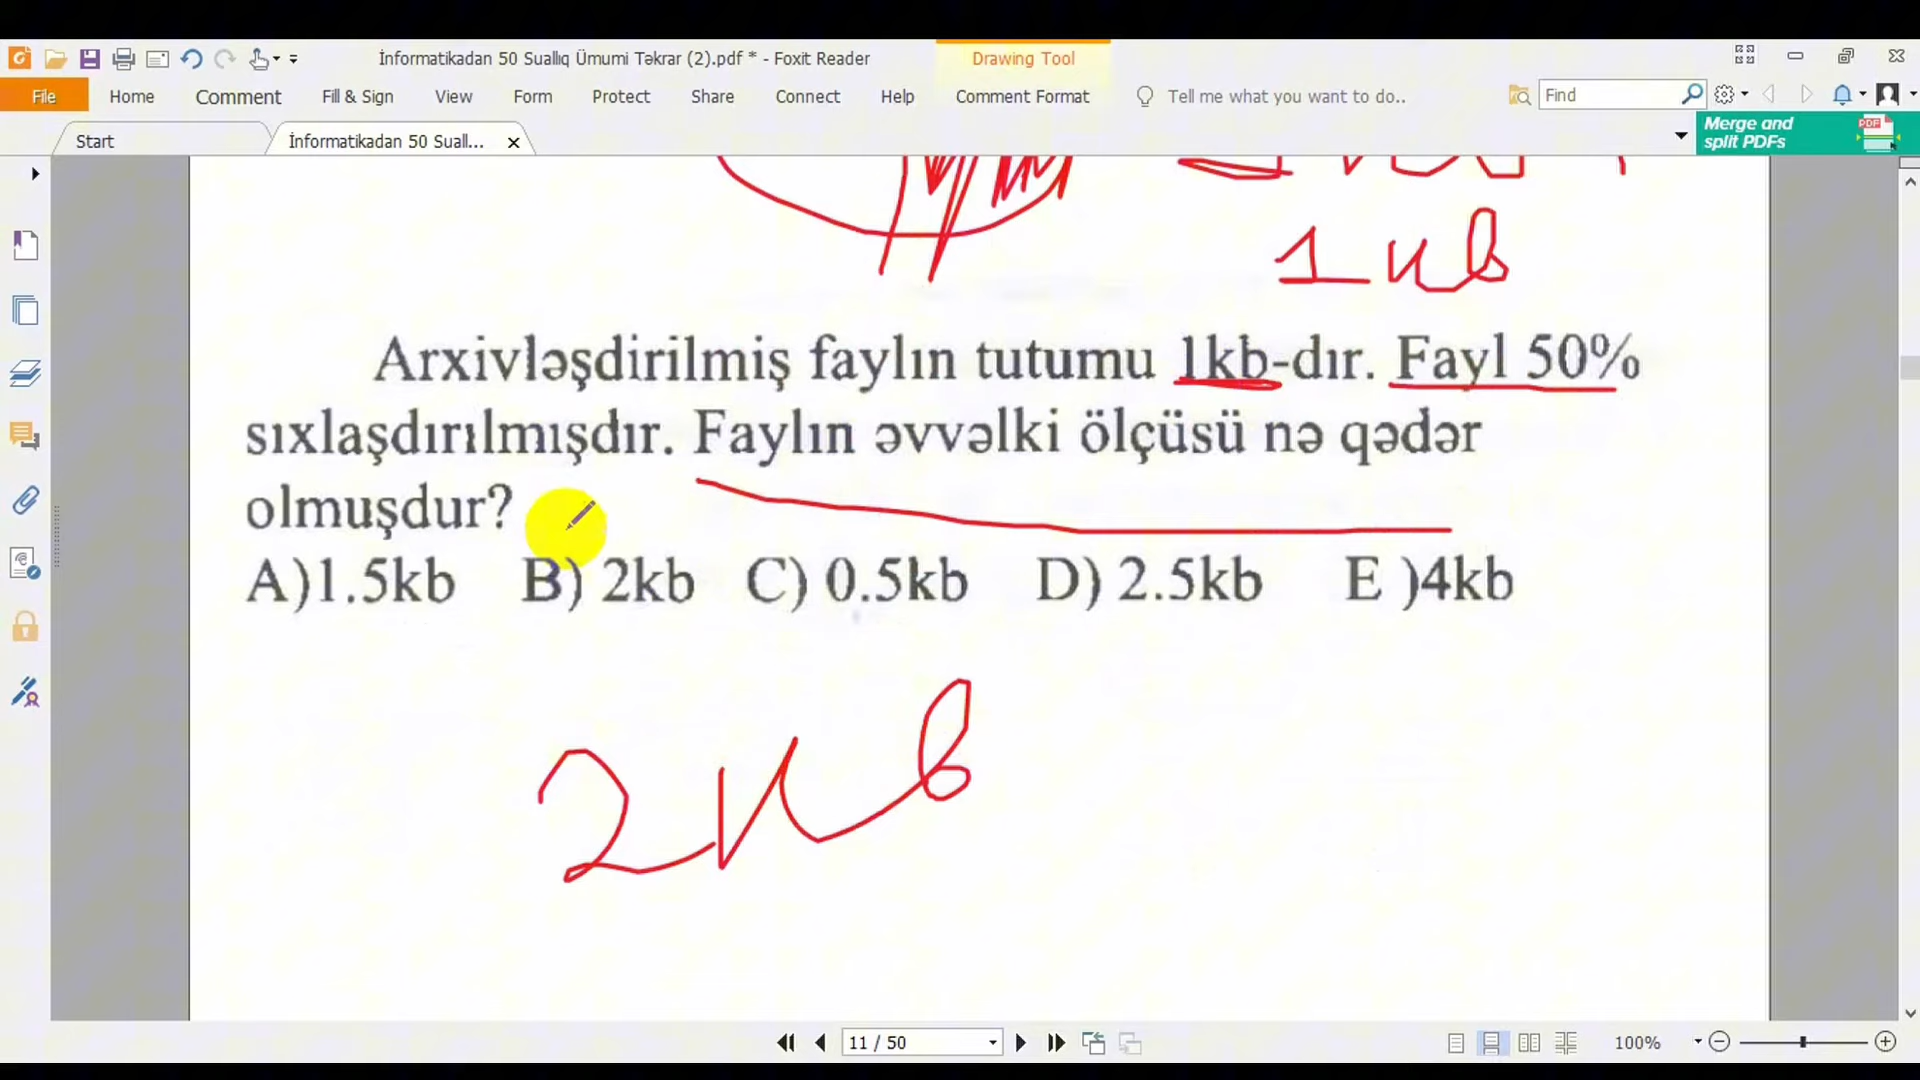 İnformatikadan 50 Suallıq Ümumi Təkrar (2).pdf * - Foxit Reader
Drawing Tool
File Home Comment Fill & Sign View Form Protect Share Connect Help Comment Format Tell me what you want to do.. Find
Start İnformatikadan 50 Suall...
Merge and
split PDFs
PDF
1кв
Arxivləşdirilmiş faylın tutumu 1kb-dır. Fayl 50%
sıxlaşdırılmışdır. Faylın əvvəlki ölçüsü nə qədər
olmuşdur?
A)1.5kb B) 2kb C) 0.5kb D) 2.5kb E )4kb
2кв
11 / 50
100%